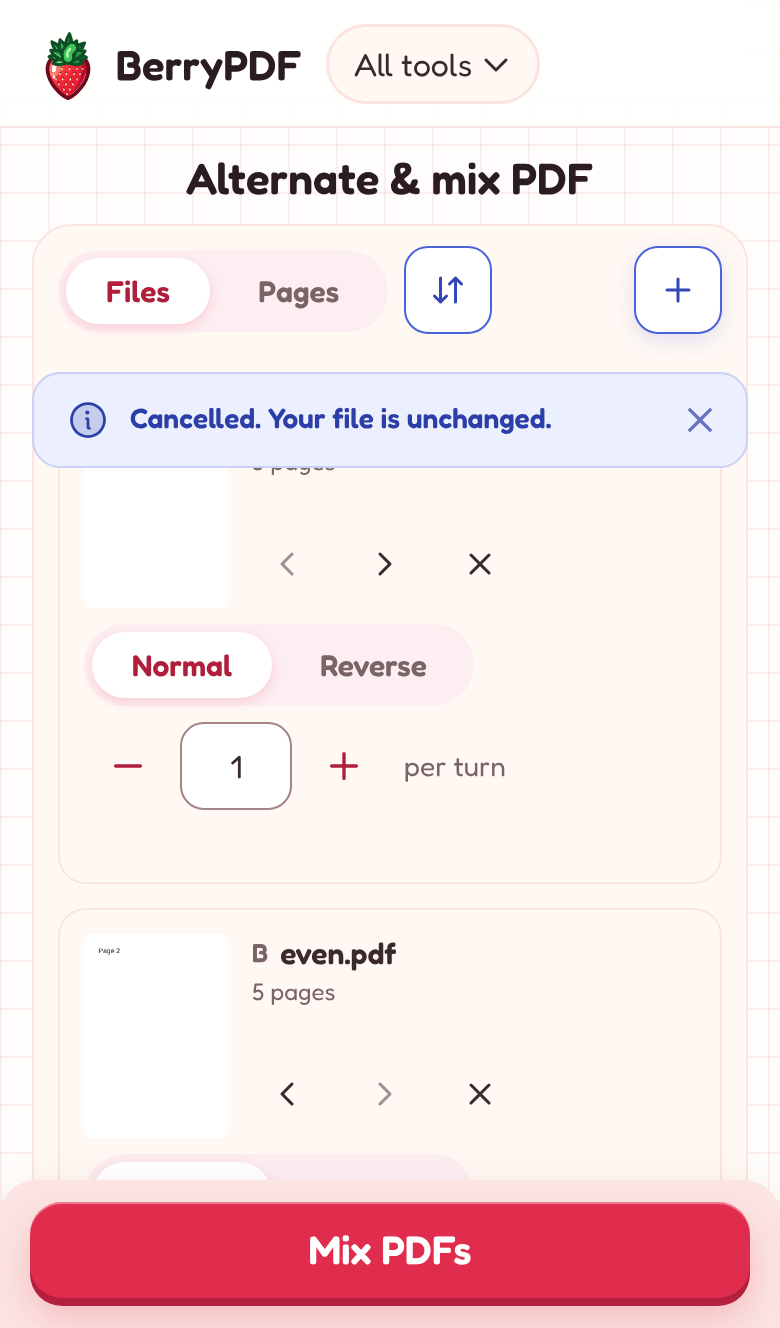 BerryPDF
All tools
Alternate & mix PDF
Files
Pages
Cancelled. Your file is unchanged.
pages
Normal
Reverse
1
per turn
Page 2
B even.pdf
5 pages
Mix PDFs